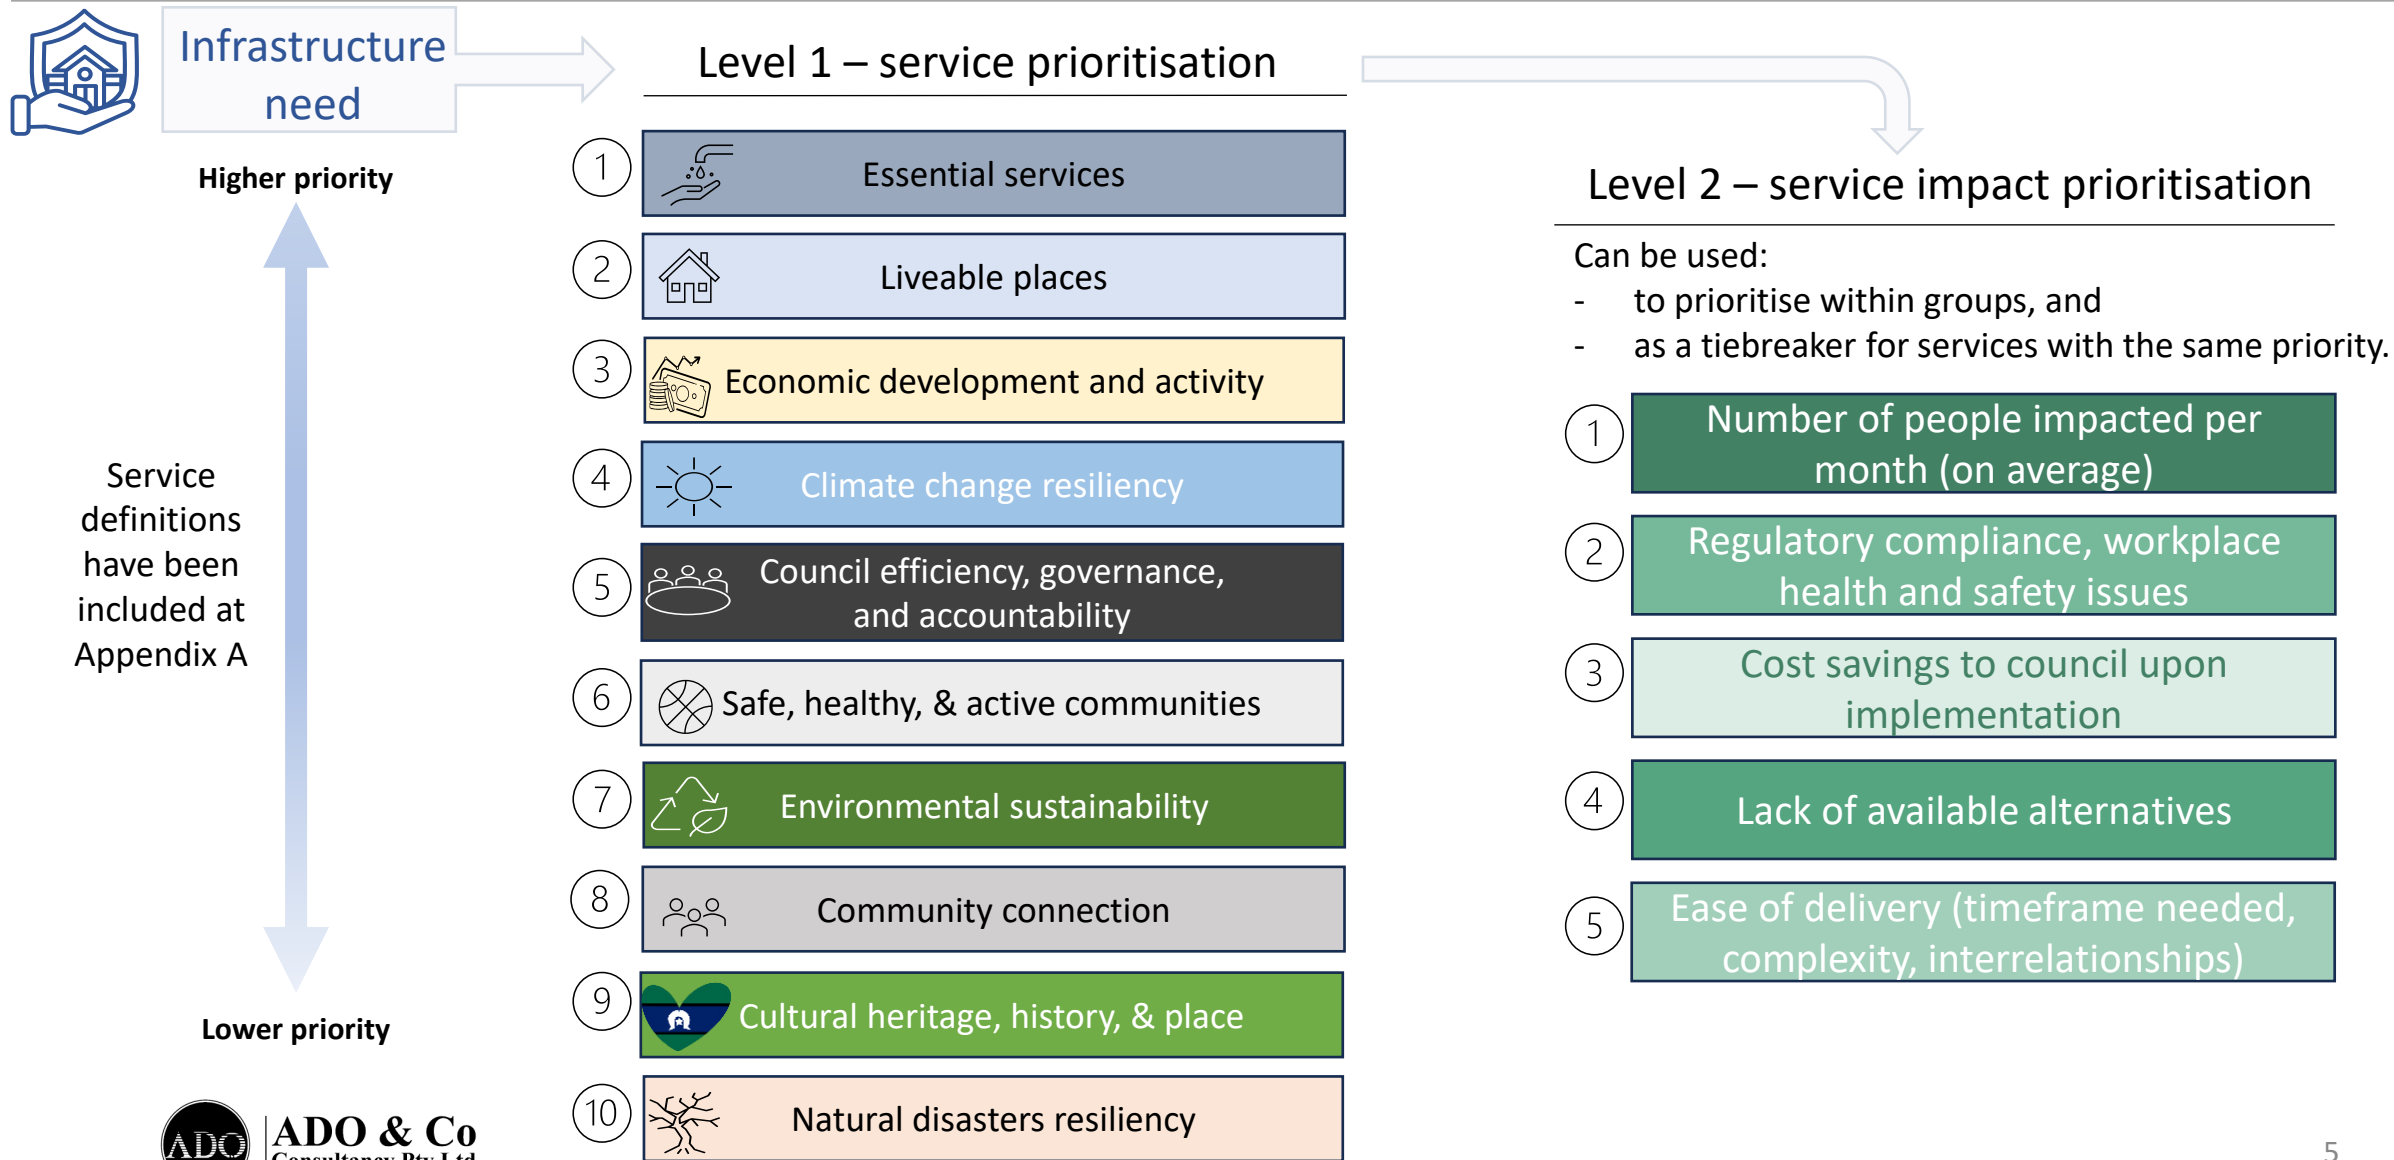 Infrastructure
need
Higher priority
Service
definitions
have been
included at
Appendix A
Lower priority
Level 1 – service prioritisation
1
Essential services
2
Liveable places
3
Economic development and activity
4
Climate change resiliency
5
Council efficiency, governance,
and accountability
6
Safe, healthy, & active communities
7
Environmental sustainability
8
Community connection
9
Cultural heritage, history, & place
10
Natural disasters resiliency
Level 2 – service impact prioritisation
Can be used:
- to prioritise within groups, and
- as a tiebreaker for services with the same priority.
1
Number of people impacted per
month (on average)
2
Regulatory compliance, workplace
health and safety issues
3
Cost savings to council upon
implementation
4
Lack of available alternatives
5
Ease of delivery (timeframe needed,
complexity, interrelationships)
ADO
ADO & Co
Consultancy Pty Ltd
5